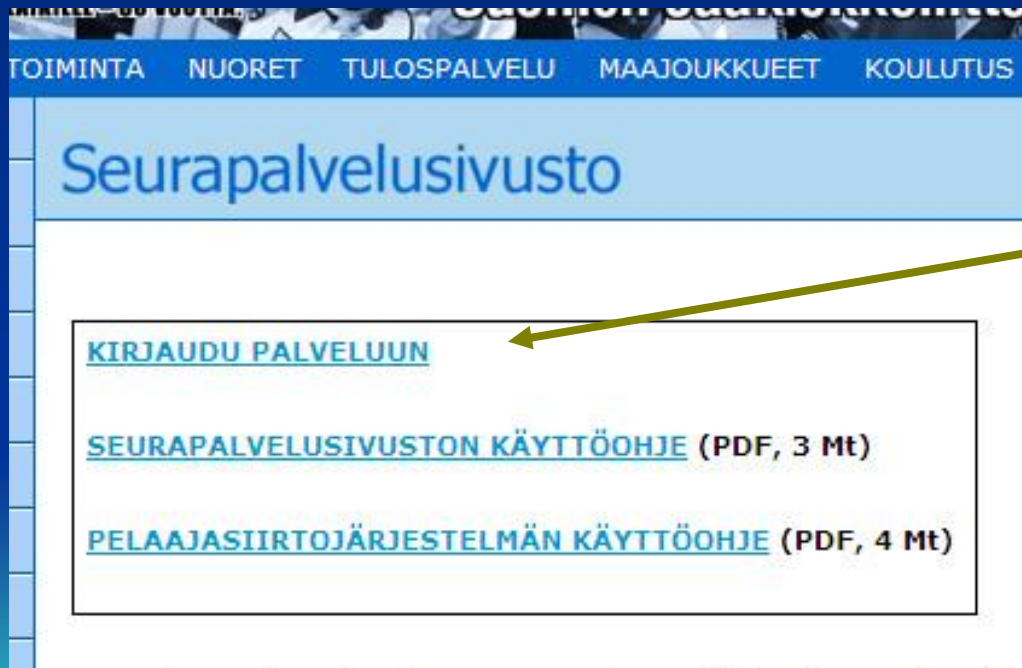 TOIMINTA NUORET TULOSPALVELU MAAJOUKKUEET KOULUTUS
Seurapalvelusivusto
KIRJAUDU PALVELUUN
SEURAPALVELUSIVUSTON KÄYTTÖOHJE (PDF, 3 Mt)
PELAAJASIIRTOJÄRJESTELMÄN KÄYTTÖOHJE (PDF, 4 Mt)